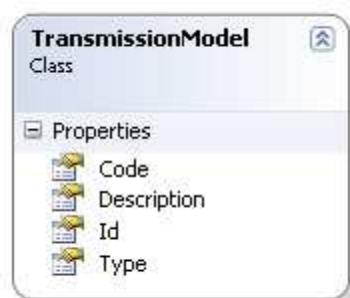 TransmissionModel
Class
Properties
Code
Description
Id
Type